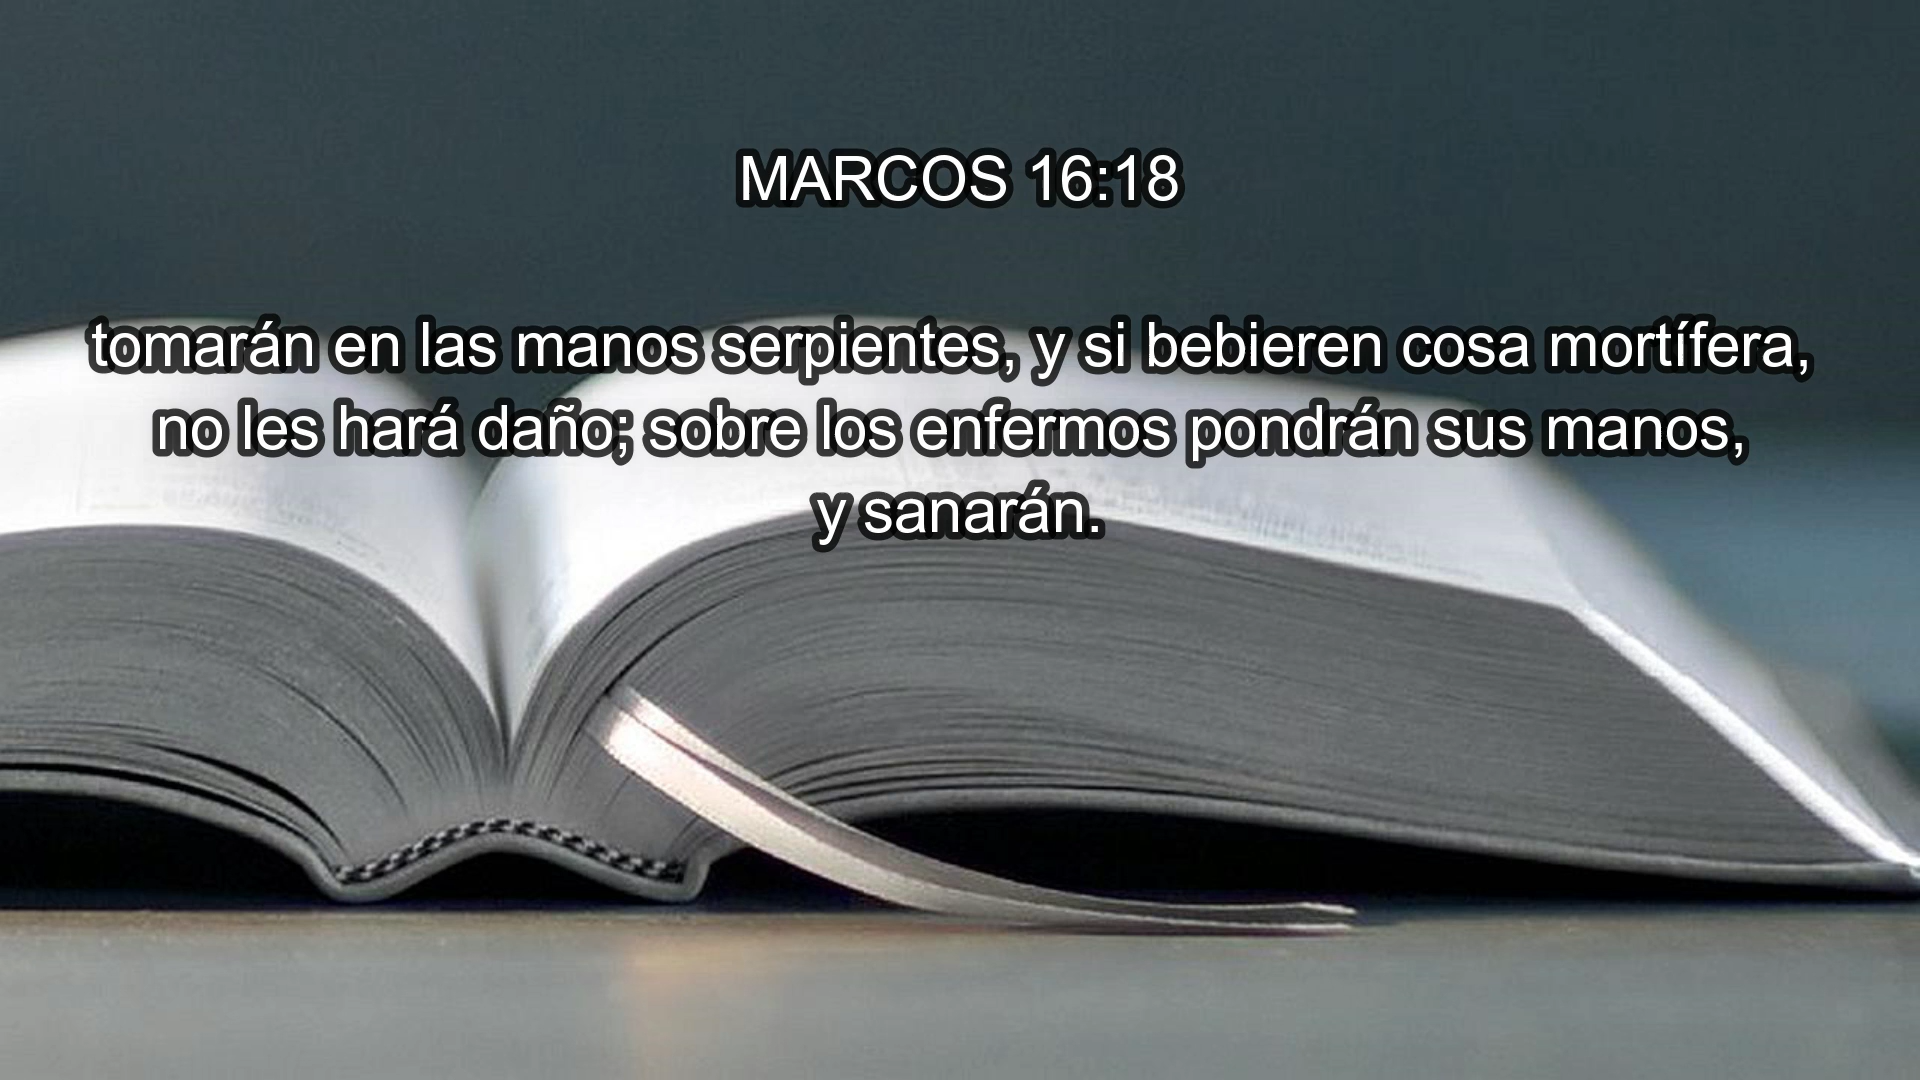 MARCOS 16:18
tomarán en las manos serpientes, y si bebieren cosa mortífera,
no les hará daño; sobre los enfermos pondrán sus manos,
y sanarán.